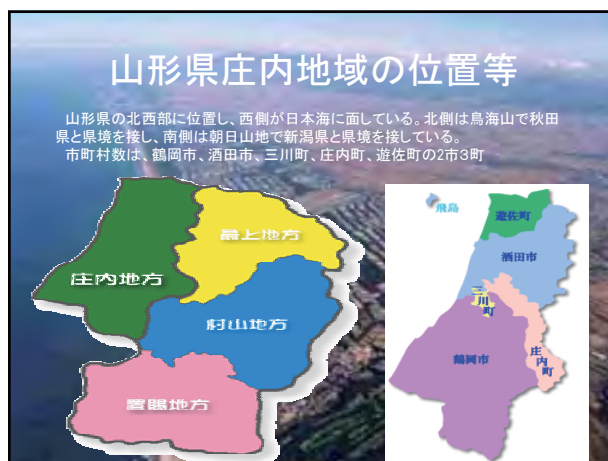 山形県庄内地域の位置等
山形県の北西部に位置し、西側が日本海に面している。北側は鳥海山で秋田
県と県境を接し、南側は朝日山地で新潟県と県境を接している。
市町村数は、鶴岡市、酒田市、三川町、庄内町、遊佐町の2市3町
最上地方
庄内地方
村山地方
置賜地方
飛島
遊佐町
酒田市
三川町
鶴岡市
庄内町